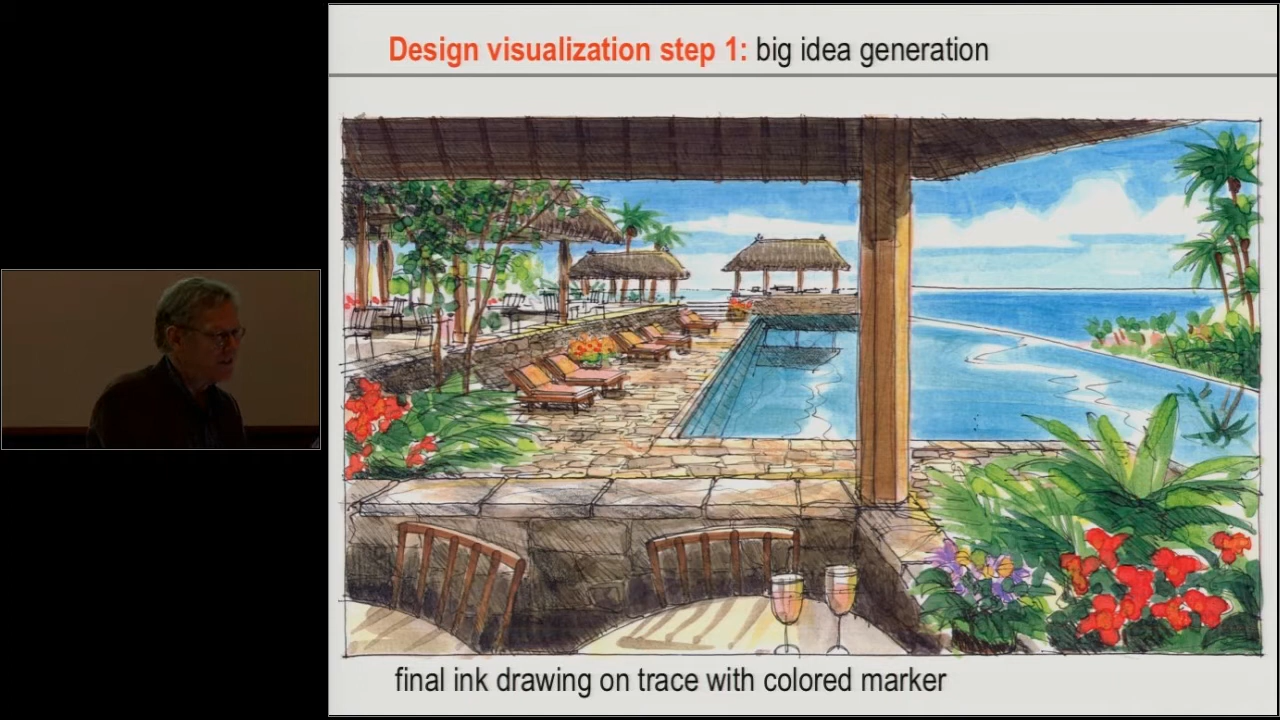 Design visualization step 1: big idea generation
final ink drawing on trace with colored marker